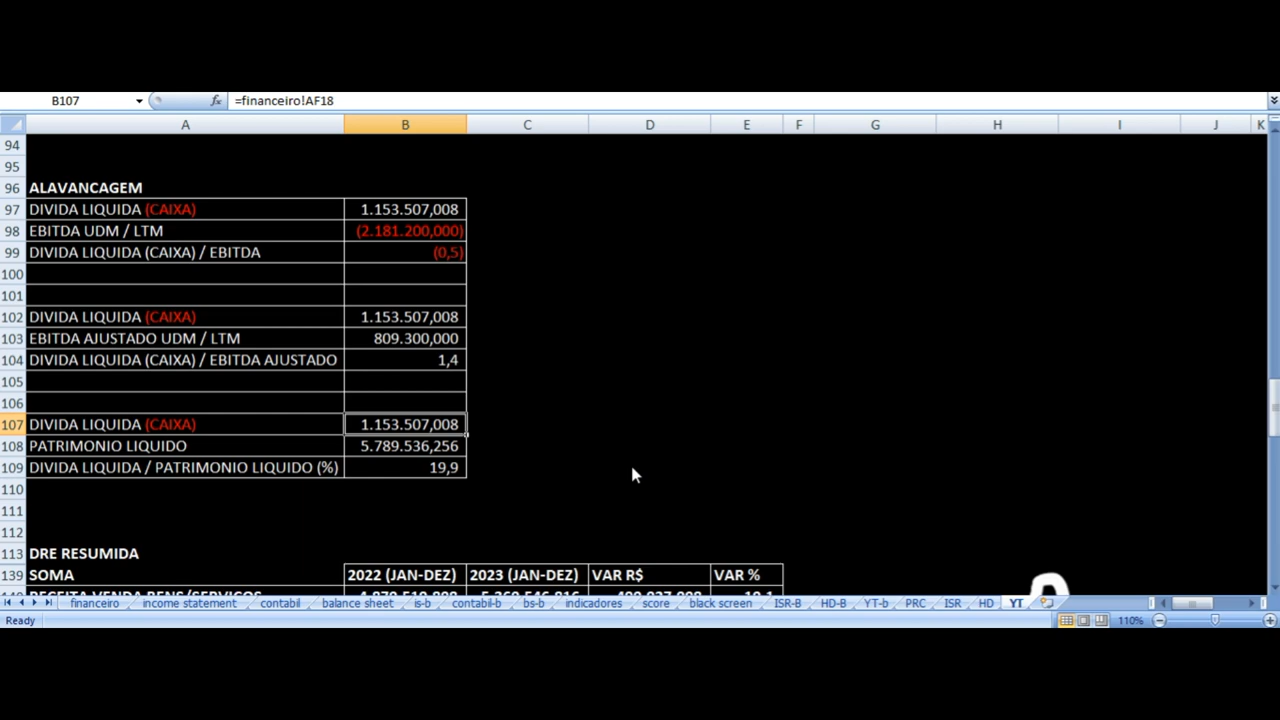 B107 fx =financeiro!AF18
A B C D E F G H I J K
94
95
96 ALAVANCAGEM
97 DIVIDA LIQUIDA (CAIXA) 1.153.507,008
98 EBITDA UDM / LTM (2.181.200,000)
99 DIVIDA LIQUIDA (CAIXA) / EBITDA (0,5)
100
101
102 DIVIDA LIQUIDA (CAIXA) 1.153.507,008
103 EBITDA AJUSTADO UDM / LTM 809.300,000
104 DIVIDA LIQUIDA (CAIXA) / EBITDA AJUSTADO 1,4
105
106
107 DIVIDA LIQUIDA (CAIXA) 1.153.507,008
108 PATRIMONIO LIQUIDO 5.789.536,256
109 DIVIDA LIQUIDA / PATRIMONIO LIQUIDO (%) 19,9
110
111
112
113 DRE RESUMIDA
139 SOMA 2022 (JAN-DEZ) 2023 (JAN-DEZ) VAR R$ VAR %
financeiro income statement contabil balance sheet is-b contabil-b bs-b indicadores score black screen ISR-B HD-B YT-b PRC ISR HD YT
Ready 110%